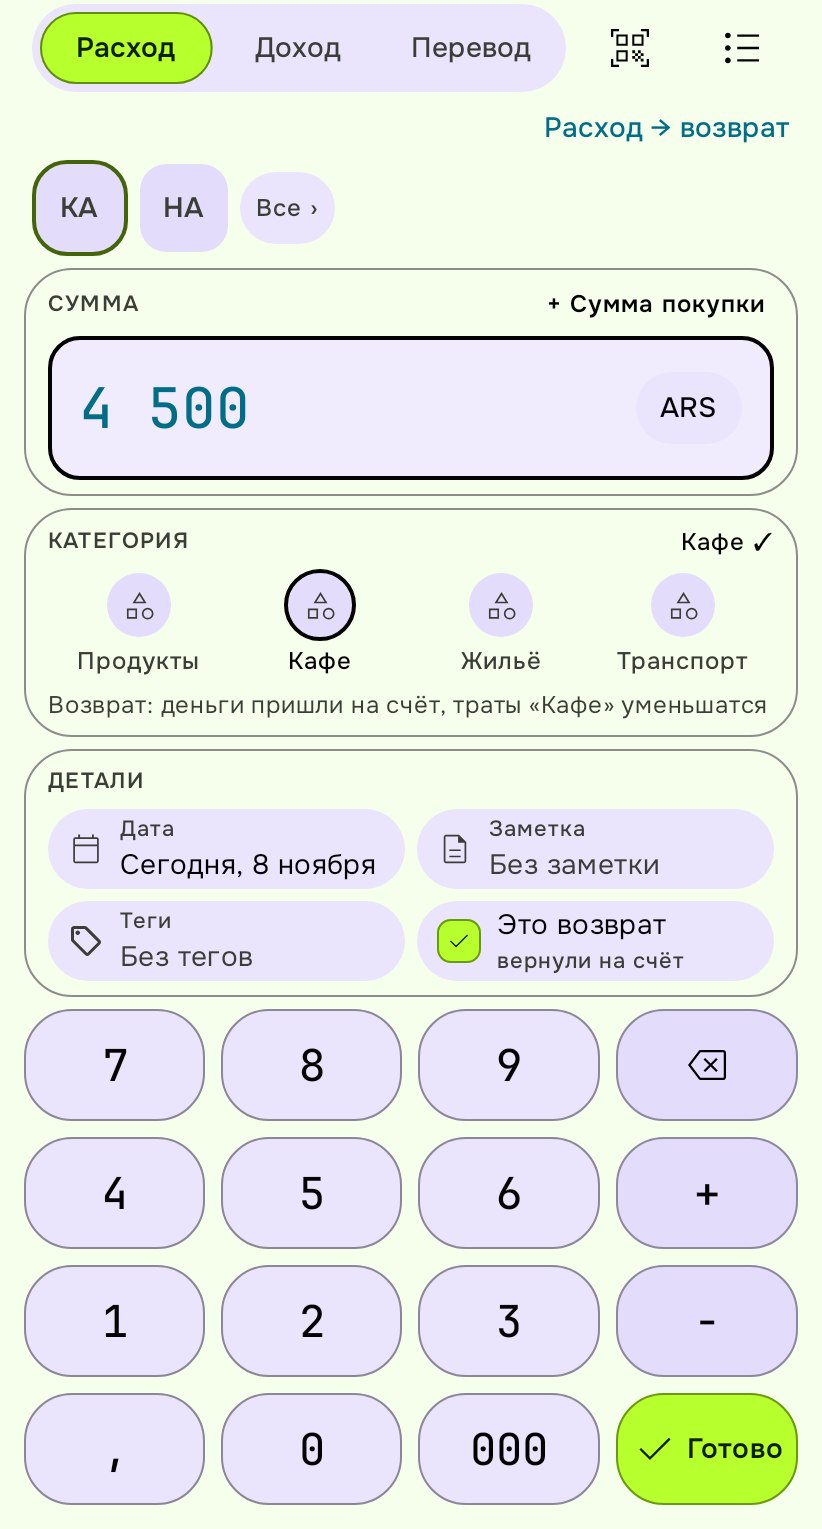 Расход Доход Перевод
Расход → возврат
КА НА Все ›
СУММА + Сумма покупки
4 500 ARS
КАТЕГОРИЯ Кафе ✓
Продукты Кафе Жильё Транспорт
Возврат: деньги пришли на счёт, траты «Кафе» уменьшатся
ДЕТАЛИ
Дата
Сегодня, 8 ноября
Заметка
Без заметки
Теги
Без тегов
Это возврат
вернули на счёт
7 8 9
4 5 6 +
1 2 3 -
, 0 000 Готово